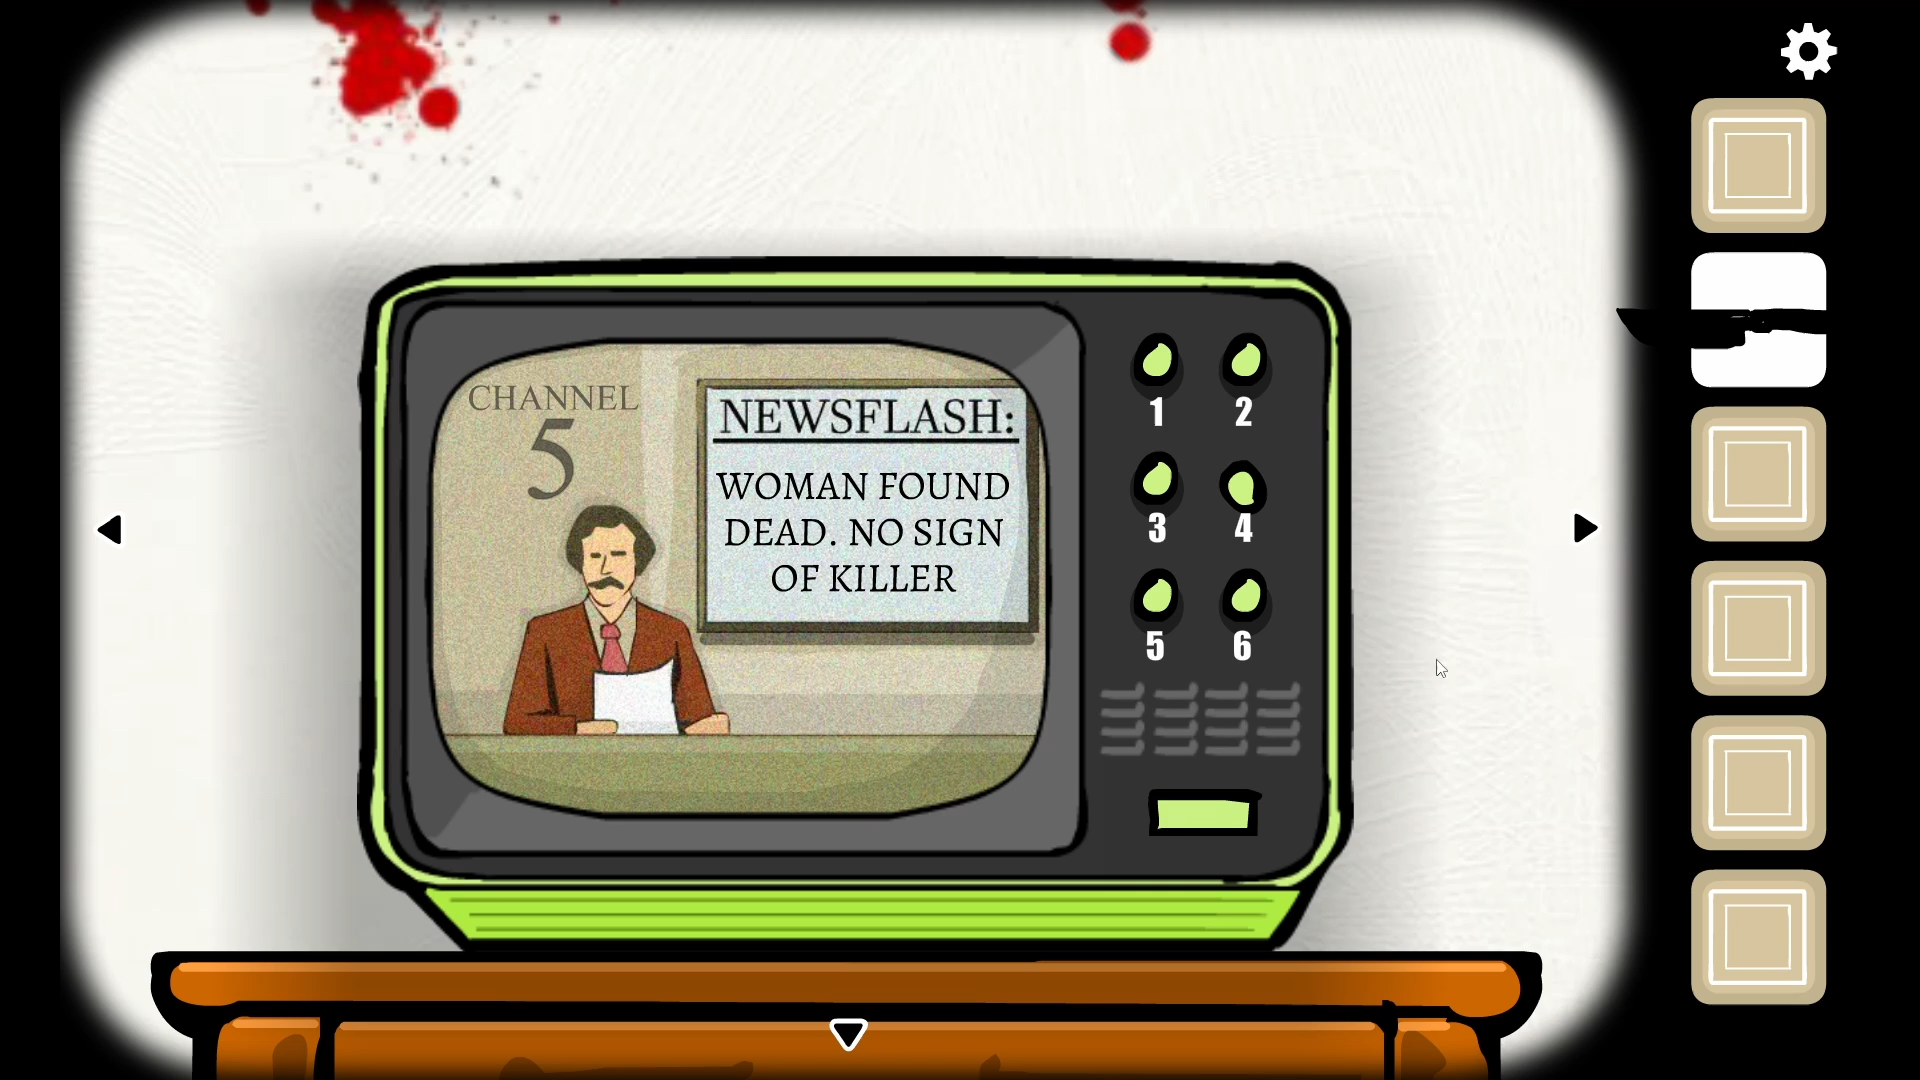 CHANNEL
5
NEWSFLASH:
WOMAN FOUND
DEAD. NO SIGN
OF KILLER
1 2
3 4
5 6